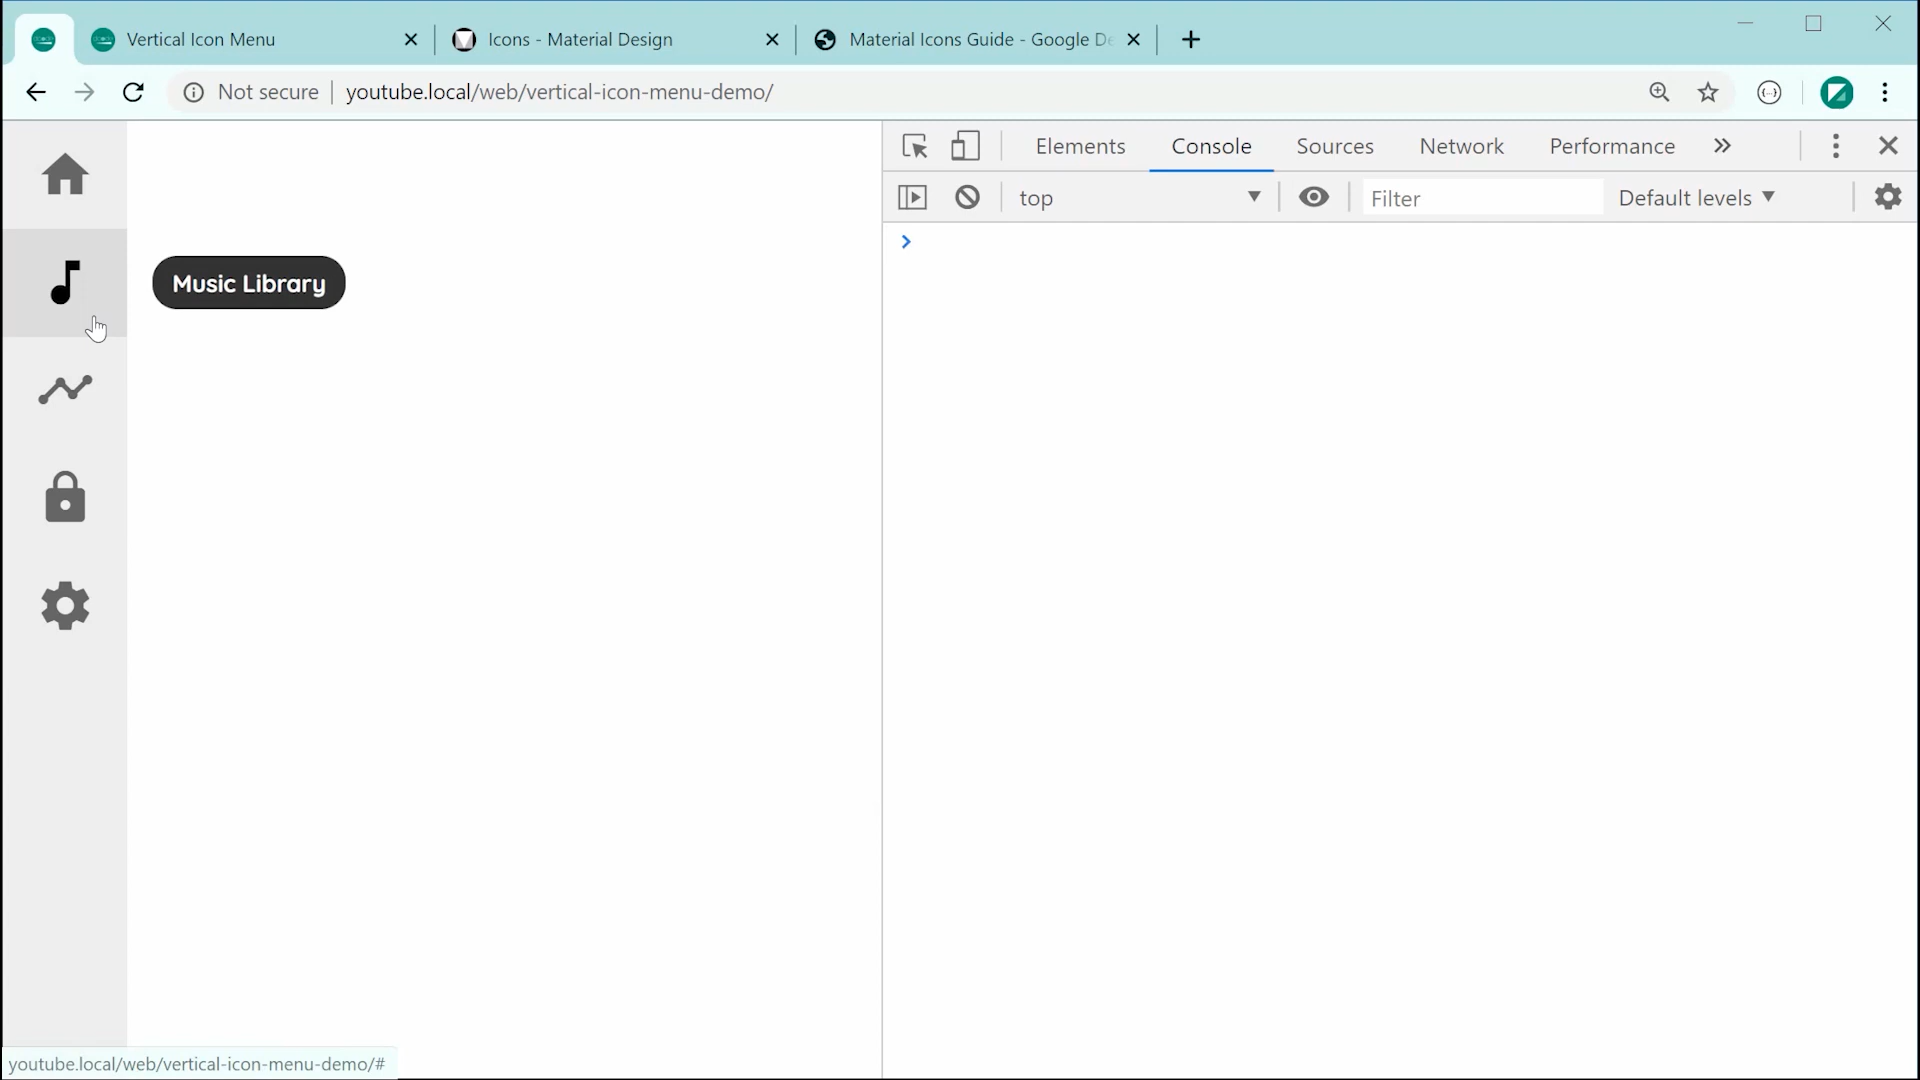 Vertical Icon Menu
Icons - Material Design
Material Icons Guide - Google De
Not secure
youtube.local/web/vertical-icon-menu-demo/
Elements
Console
Sources
Network
Performance
top
Filter
Default levels
Music Library
youtube.local/web/vertical-icon-menu-demo/#